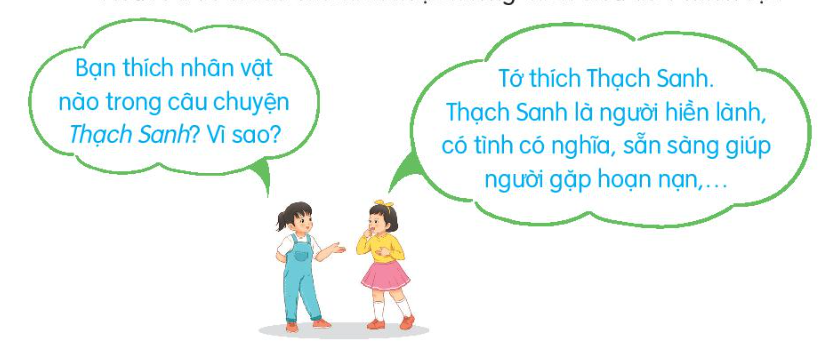 Bạn thích nhân vật
nào trong câu chuyện
Thạch Sanh? Vì sao?
Tớ thích Thạch Sanh.
Thạch Sanh là người hiền lành,
có tình có nghĩa, sẵn sàng giúp
người gặp hoạn nạn,...